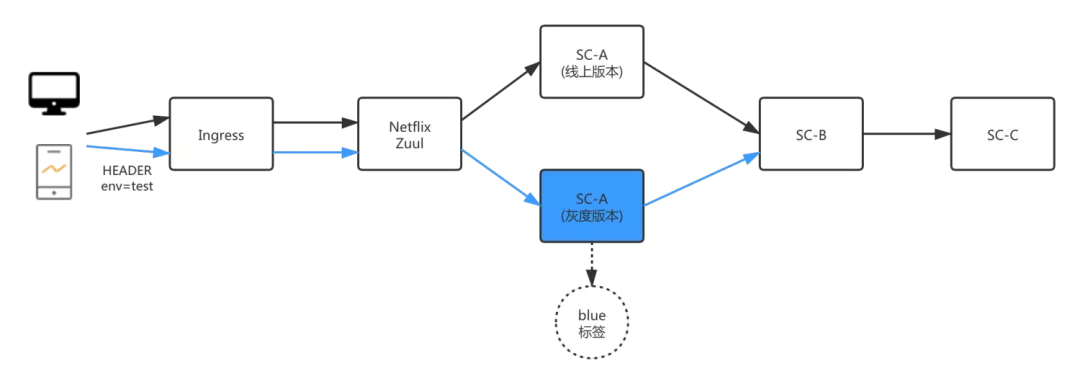 HEADER
env=test
Ingress
Netflix
Zuul
SC-A
(线上版本)
SC-A
(灰度版本)
blue
标签
SC-B
SC-C